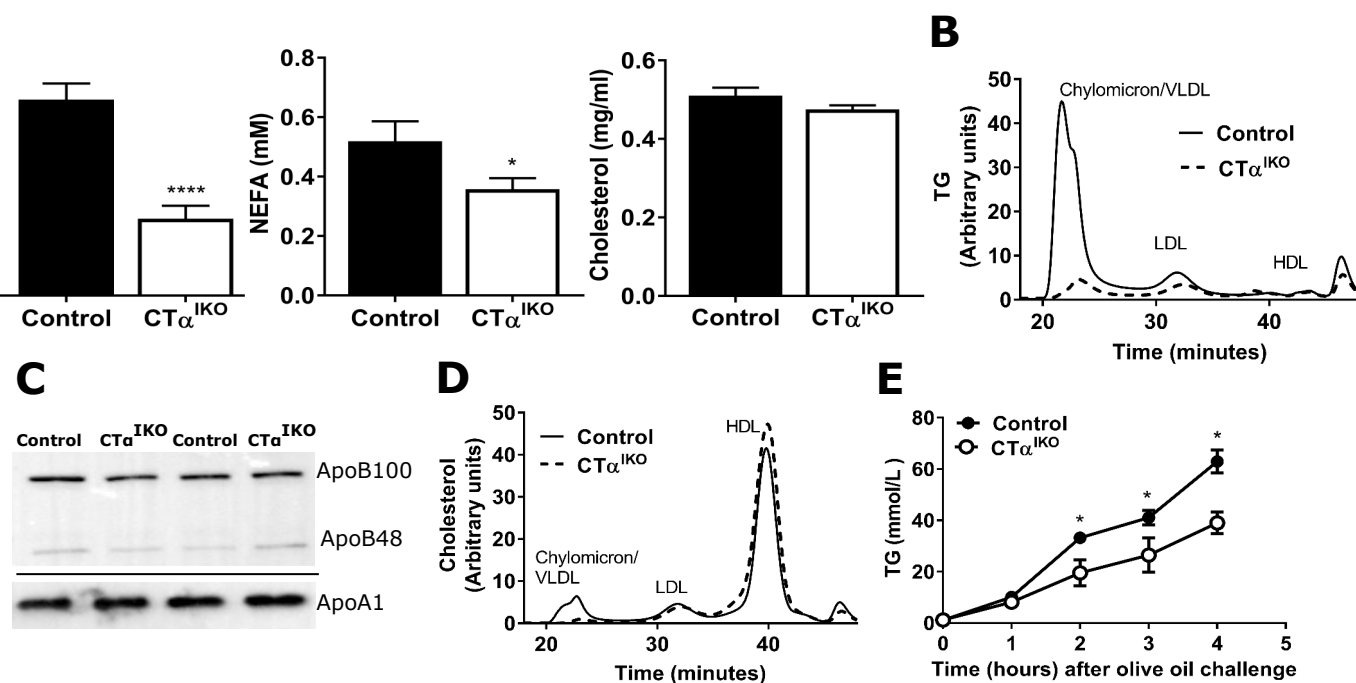 ****
Control
CTα^IKO
NEFA (mM)
0.8
0.6
0.4
0.2
0.0
*
Control
CTα^IKO
Cholesterol (mg/ml)
0.6
0.4
0.2
0.0
Control
CTα^IKO
B
TG
(Arbitrary units)
50
40
30
20
10
0
Chylomicron/VLDL
Control
CTα^IKO
LDL
HDL
20
30
40
Time (minutes)
C
Control CTα^IKO Control CTα^IKO
ApoB100
ApoB48
ApoA1
D
Cholesterol
(Arbitrary units)
50
40
30
20
10
0
Control
CTα^IKO
HDL
Chylomicron/
VLDL
LDL
20
30
40
Time (minutes)
E
TG (mmol/L)
80
60
40
20
0
Control
CTα^IKO
*
*
*
0
1
2
3
4
5
Time (hours) after olive oil challenge